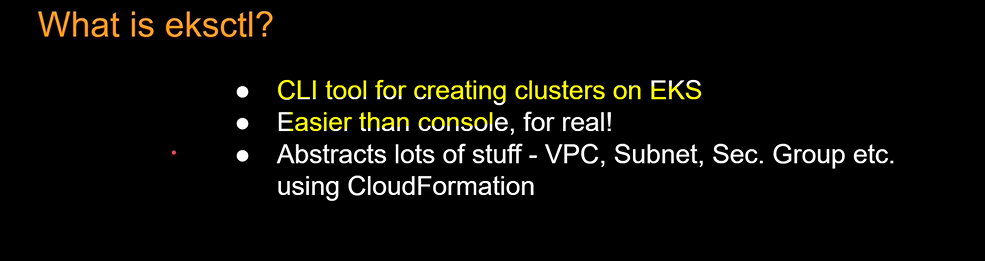 What is eksctl?
● CLI tool for creating clusters on EKS
● Easier than console, for real!
● Abstracts lots of stuff - VPC, Subnet, Sec. Group etc.
using CloudFormation